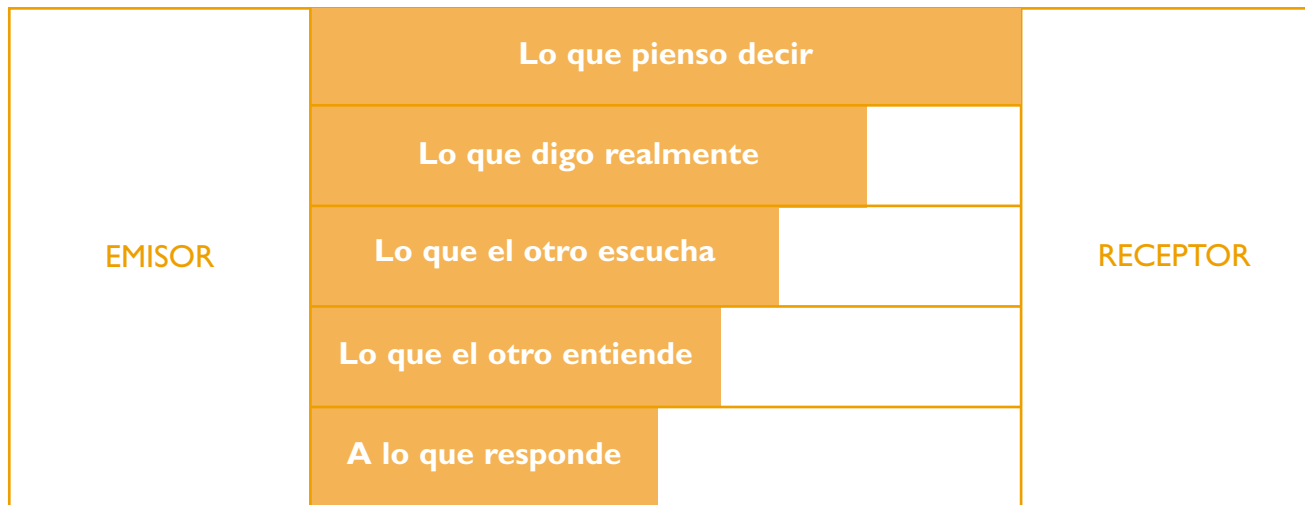 Lo que pienso decir
Lo que digo realmente
EMISOR
Lo que el otro escucha
RECEPTOR
Lo que el otro entiende
A lo que responde